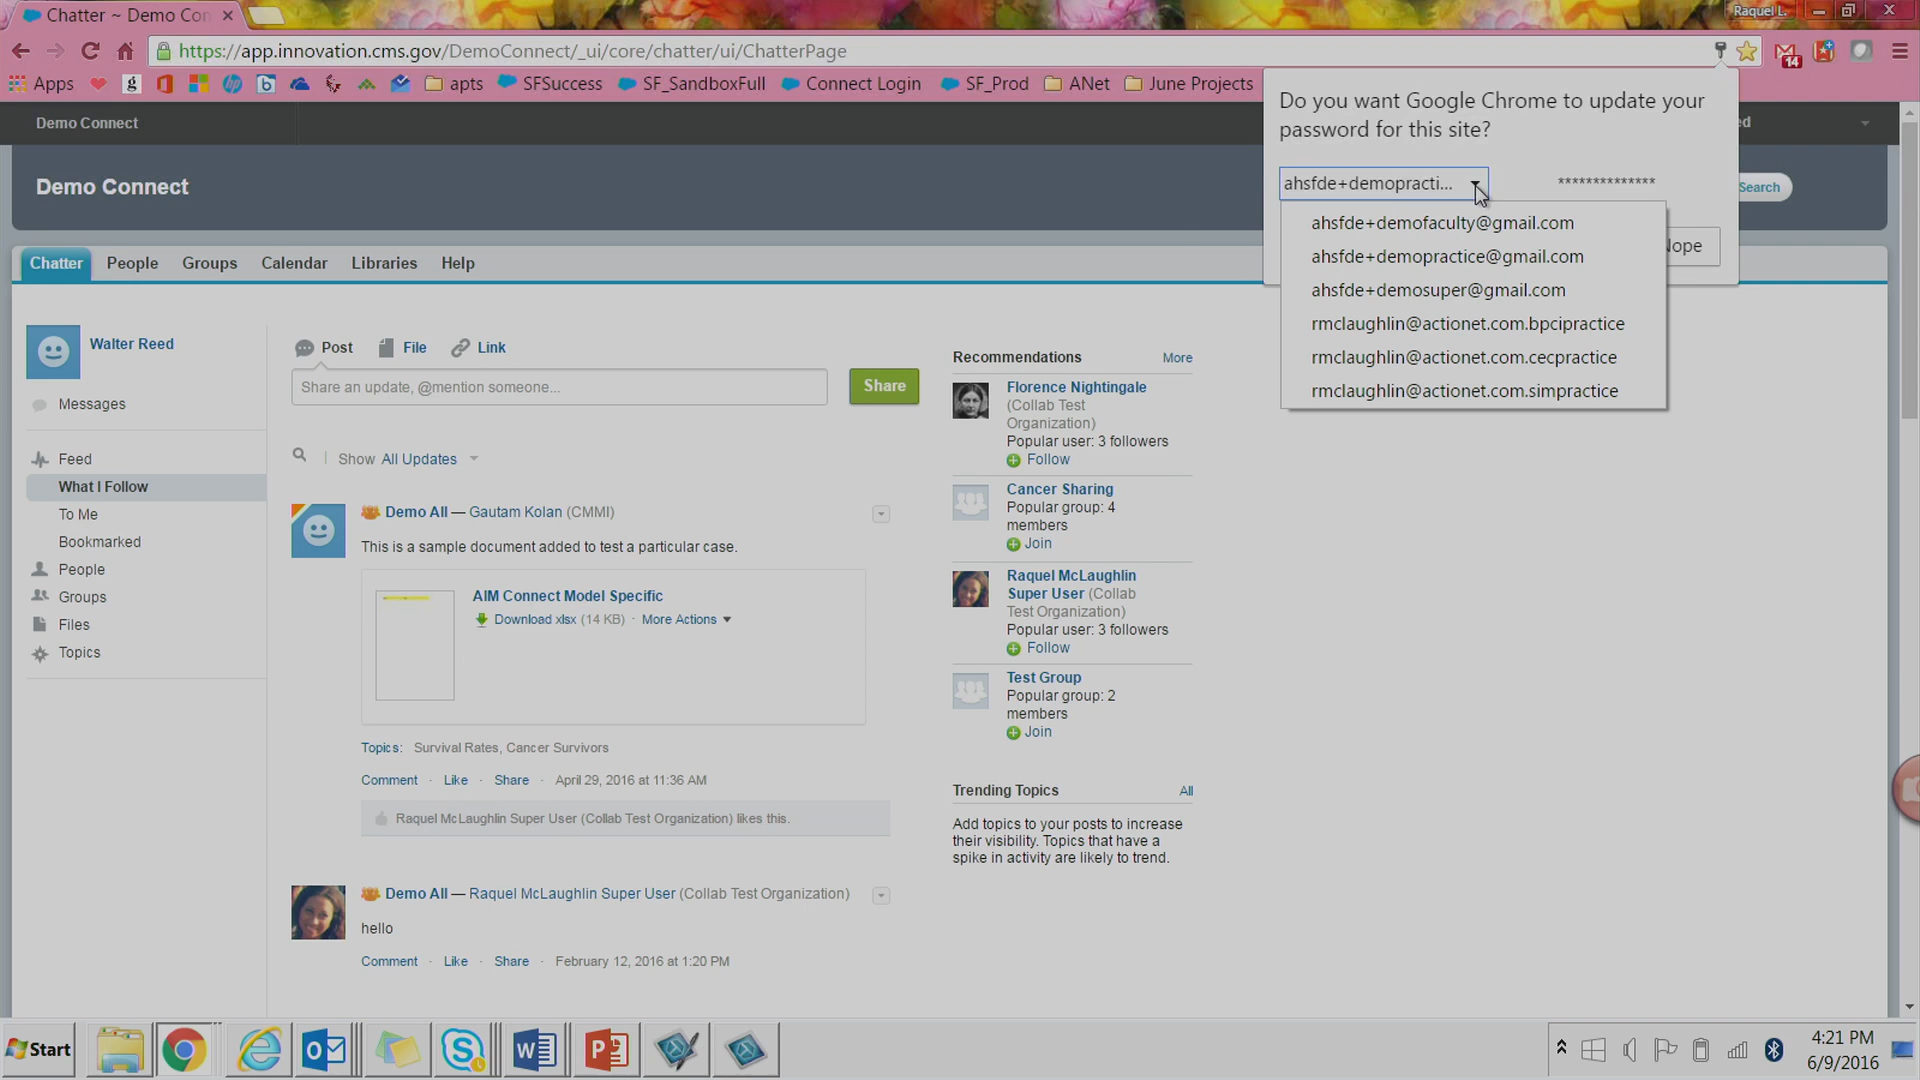 Chatter ~ Demo Con
Raquel L.
https://app.innovation.cms.gov/DemoConnect/_ui/core/chatter/ui/ChatterPage
14
Apps
g
apts
SFSuccess
SF_SandboxFull
Connect Login
SF_Prod
ANet
June Projects
Do you want Google Chrome to update your
password for this site?
ahsfde+demopracti...
**************
ahsfde+demofaculty@gmail.com
ahsfde+demopractice@gmail.com
ahsfde+demosuper@gmail.com
rmclaughlin@actionet.com.bpcipractice
rmclaughlin@actionet.com.cecpractice
rmclaughlin@actionet.com.simpractice
Nope
Demo Connect
ed
Demo Connect
Search
Chatter
People
Groups
Calendar
Libraries
Help
Walter Reed
Messages
Feed
What I Follow
To Me
Bookmarked
People
Groups
Files
Topics
Post
File
Link
Share an update, @mention someone...
Share
Show All Updates
Demo All — Gautam Kolan (CMMI)
This is a sample document added to test a particular case.
AIM Connect Model Specific
Download xlsx (14 KB) · More Actions
Topics: Survival Rates, Cancer Survivors
Comment · Like · Share · April 29, 2016 at 11:36 AM
Raquel McLaughlin Super User (Collab Test Organization) likes this.
Demo All — Raquel McLaughlin Super User (Collab Test Organization)
hello
Comment · Like · Share · February 12, 2016 at 1:20 PM
Recommendations
More
Florence Nightingale
(Collab Test
Organization)
Popular user: 3 followers
Follow
Cancer Sharing
Popular group: 4
members
Join
Raquel McLaughlin
Super User (Collab
Test Organization)
Popular user: 3 followers
Follow
Test Group
Popular group: 2
members
Join
Trending Topics
All
Add topics to your posts to increase
their visibility. Topics that have a
spike in activity are likely to trend.
Start
4:21 PM
6/9/2016